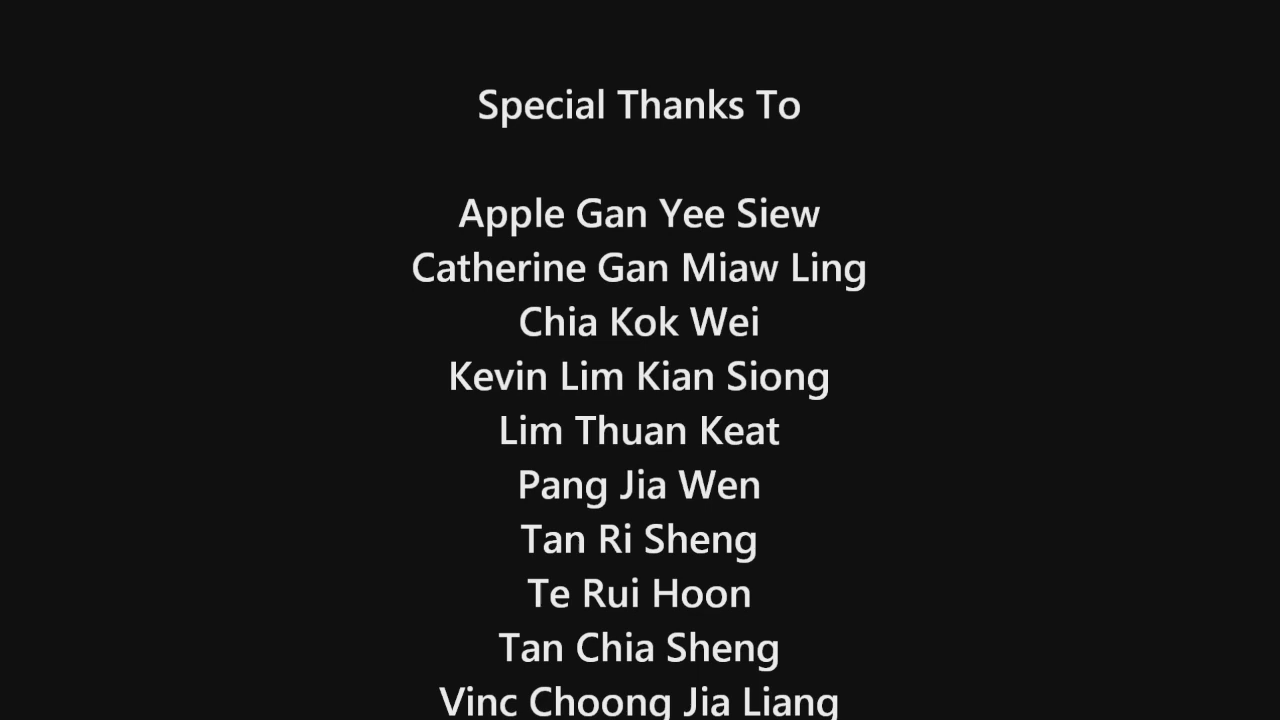 Special Thanks To
Apple Gan Yee Siew
Catherine Gan Miaw Ling
Chia Kok Wei
Kevin Lim Kian Siong
Lim Thuan Keat
Pang Jia Wen
Tan Ri Sheng
Te Rui Hoon
Tan Chia Sheng
Vinc Choong Jia Liang